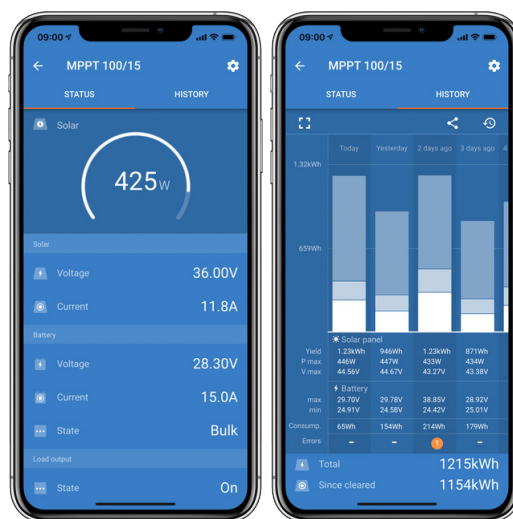 09:00
MPPT 100/15
STATUS HISTORY
Solar
425W
Solar
Voltage 36.00V
Current 11.8A
Battery
Voltage 28.30V
Current 15.0A
State Bulk
Load output
State On
09:00
MPPT 100/15
STATUS HISTORY
Today Yesterday 2 days ago 3 days ago 4
1.32kWh
659Wh
Solar panel
Yield 1.23kWh 946Wh 1.23kWh 871Wh
P max 446W 447W 433W 434W
V max 44.56V 44.67V 43.27V 43.38V
Battery
max 29.70V 29.78V 38.85V 28.92V
min 24.91V 24.58V 24.42V 25.01V
Consump. 65Wh 154Wh 214Wh 179Wh
Errors - - 1 -
Total 1215kWh
Since cleared 1154kWh